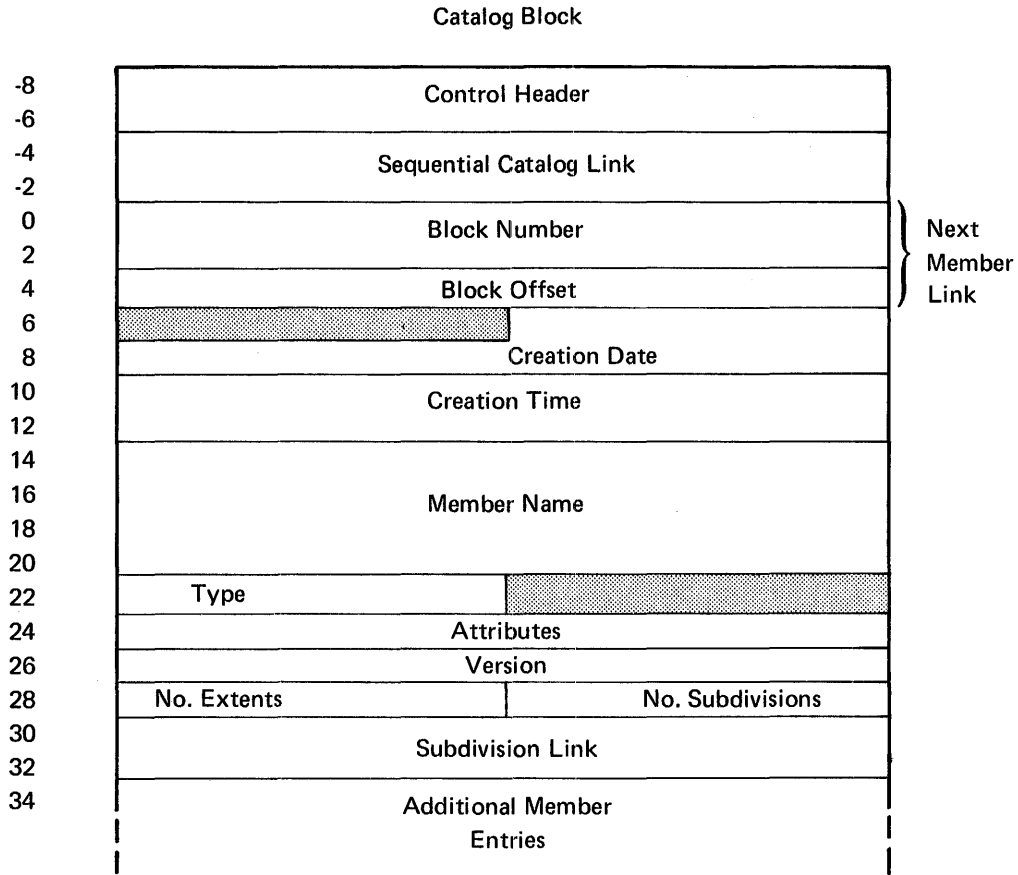 Catalog Block
-8
Control Header
-6
-4
Sequential Catalog Link
-2
0
Block Number
Next
2
Member
4
Block Offset
Link
6
8
Creation Date
10
Creation Time
12
14
16
Member Name
18
20
22
Type
24
Attributes
26
Version
28
No. Extents
No. Subdivisions
30
Subdivision Link
32
34
Additional Member
Entries